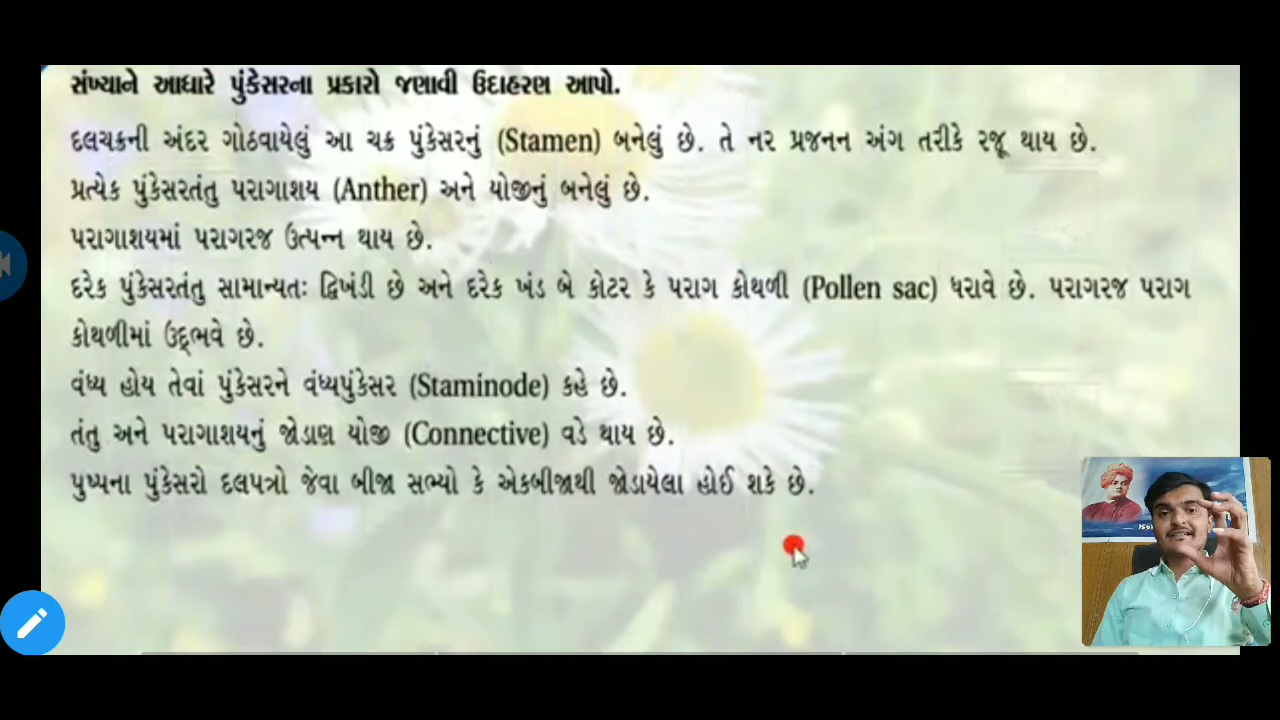 સંખ્યાને આધારે પુંકેસરના પ્રકારો જણાવી ઉદાહરણ આપો.
દલચક્રની અંદર ગોઠવાયેલું આ ચક્ર પુંકેસરનું (Stamen) બનેલું છે. તે નર પ્રજનન અંગ તરીકે રજૂ થાય છે.
પ્રત્યેક પુંકેસરતંતુ પરાગાશય (Anther) અને યોજીનું બનેલું છે.
પરાગાશયમાં પરાગરજ ઉત્પન્ન થાય છે.
દરેક પુંકેસરતંતુ સામાન્યતઃ દ્વિખંડી છે અને દરેક ખંડ બે કોટર કે પરાગ કોથળી (Pollen sac) ધરાવે છે. પરાગરજ પરાગ
કોથળીમાં ઉદ્દભવે છે.
વંધ્ય હોય તેવાં પુંકેસરને વંધ્યપુંકેસર (Staminode) કહે છે.
તંતુ અને પરાગાશયનું જોડાણ યોજી (Connective) વડે થાય છે.
પુષ્પના પુંકેસરો દલપત્રો જેવા બીજા સભ્યો કે એકબીજાથી જોડાયેલા હોઈ શકે છે.